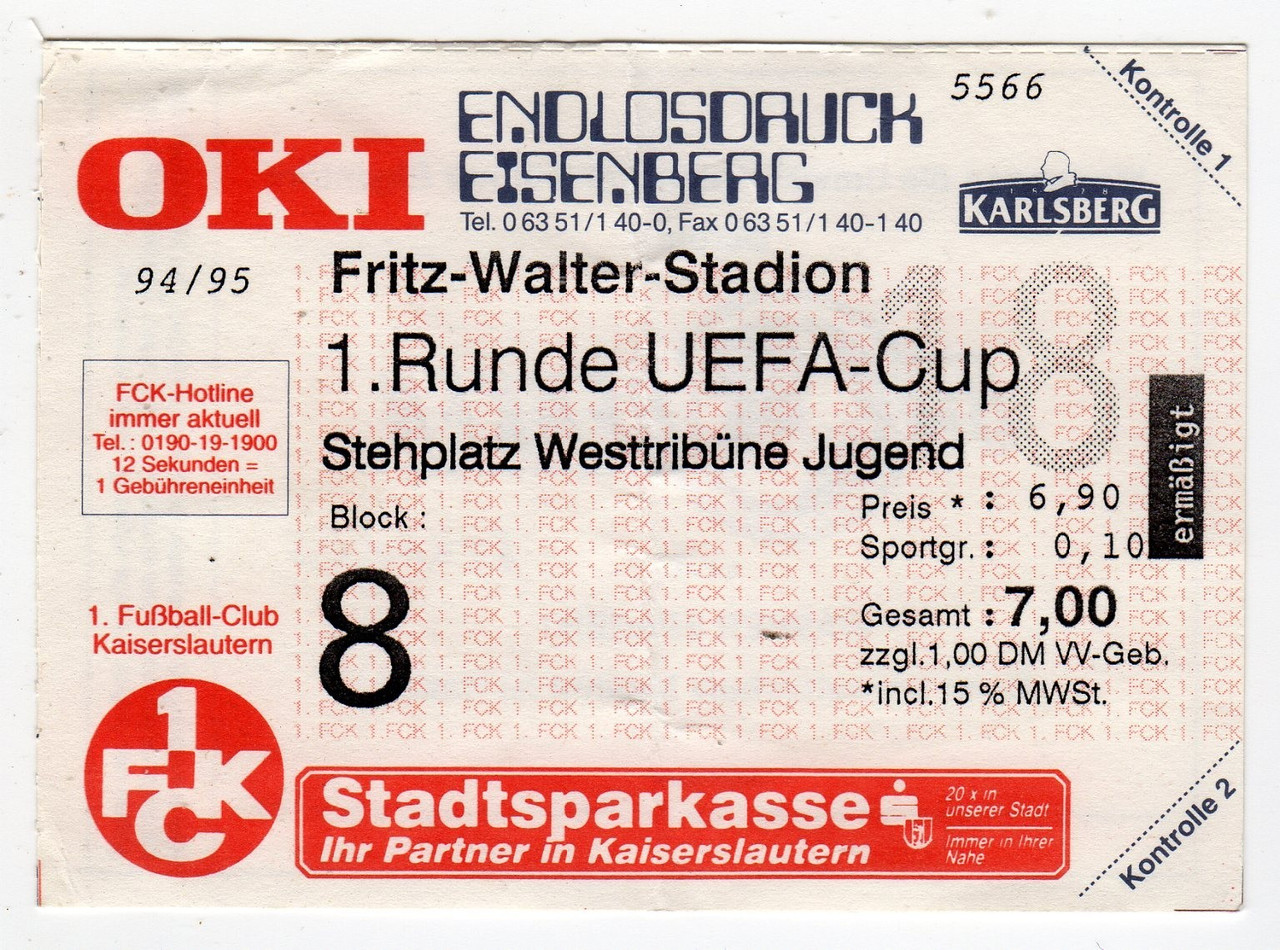 OKI
ENDLOSDRUCK
EISENBERG
Tel. 0 63 51/1 40-0, Fax 0 63 51/1 40-1 40
5566
Kontrolle 1
1878
KARLSBERG
94/95
Fritz-Walter-Stadion
18
1.Runde UEFA-Cup
FCK-Hotline
immer aktuell
Tel.: 0190-19-1900
12 Sekunden =
1 Gebühreneinheit
Stehplatz Westtribüne Jugend
ermäßigt
Block :
8
Preis * : 6,90
Sportgr. : 0,10
Gesamt : 7,00
zzgl.1,00 DM VV-Geb.
*incl.15 % MWSt.
1. Fußball-Club
Kaiserslautern
1
FCK
Stadtsparkasse
Ihr Partner in Kaiserslautern
20 x in
unserer Stadt
Immer in Ihrer
Nähe
Kontrolle 2